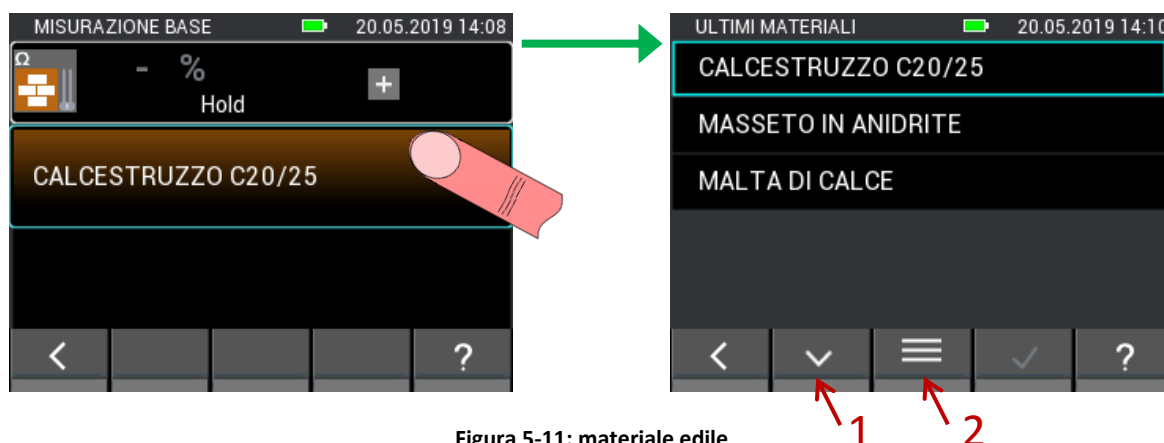 MISURAZIONE BASE 20.05.2019 14:08
Ω
- %
Hold
+
CALCESTRUZZO C20/25
?
ULTIMI MATERIALI 20.05.2019 14:10
CALCESTRUZZO C20/25
MASSETO IN ANIDRITE
MALTA DI CALCE
?
1
2
Figura 5-11: materiale edile